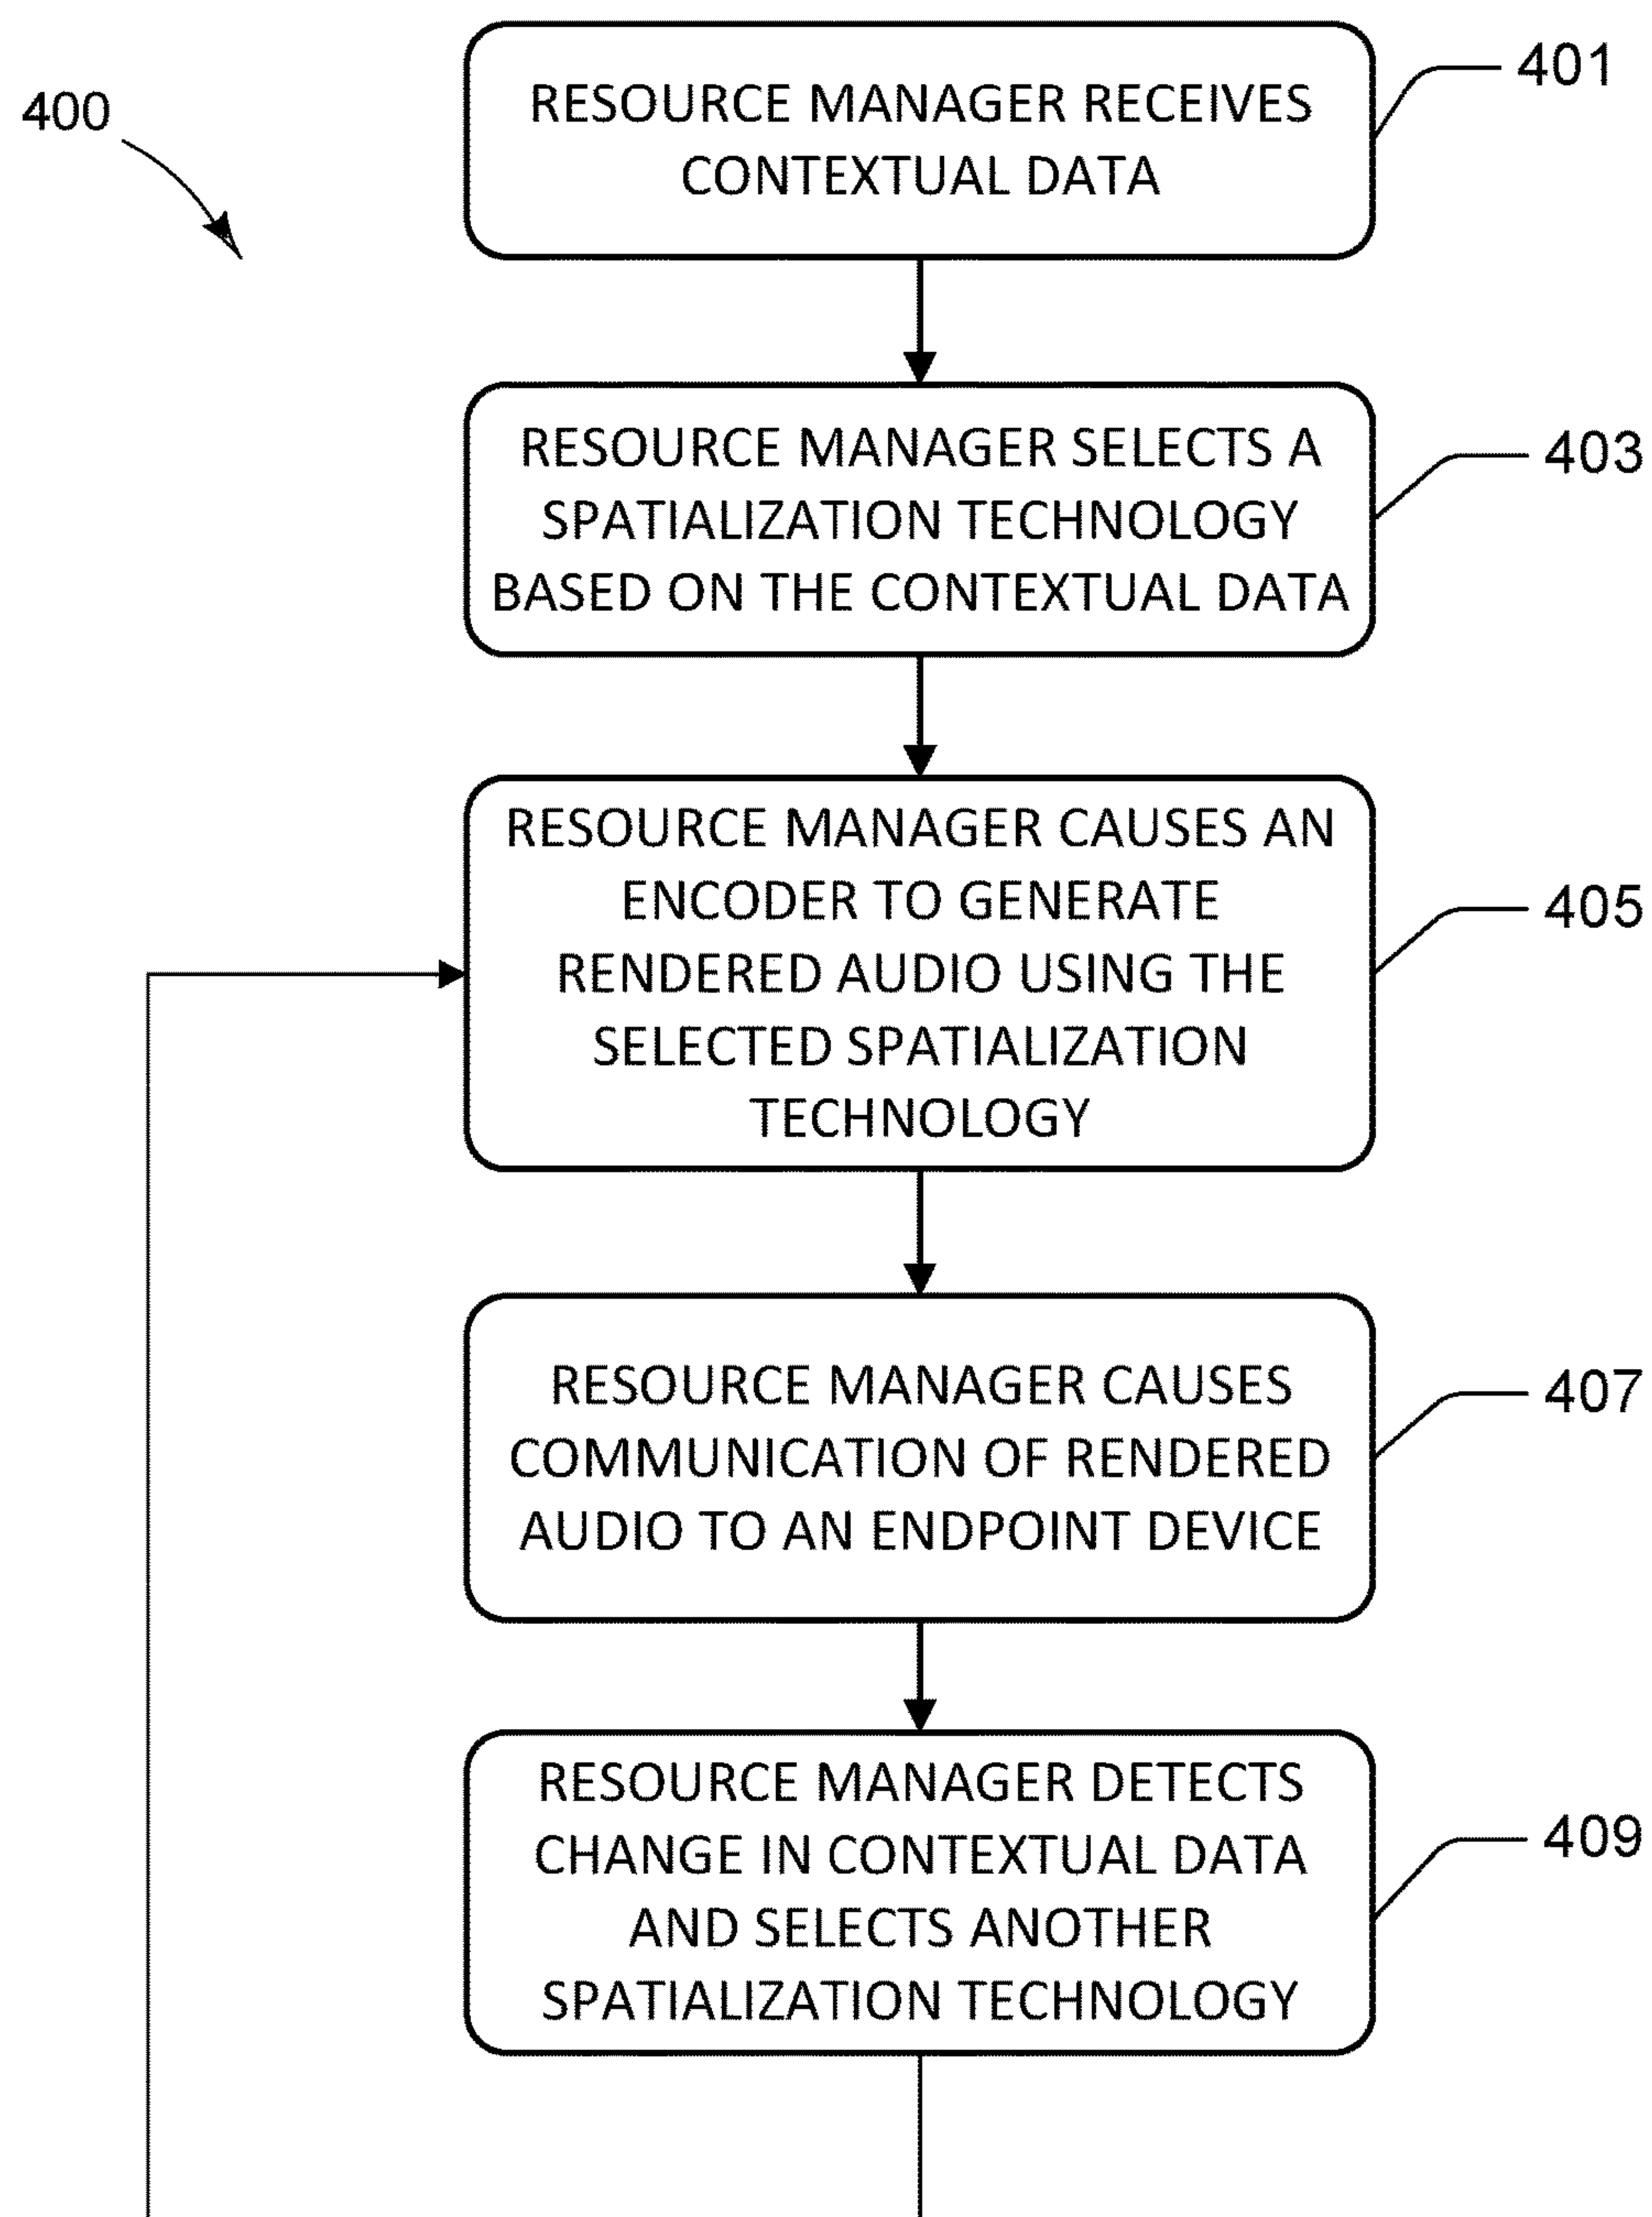 400
RESOURCE MANAGER RECEIVES
CONTEXTUAL DATA
401
RESOURCE MANAGER SELECTS A
SPATIALIZATION TECHNOLOGY
BASED ON THE CONTEXTUAL DATA
403
RESOURCE MANAGER CAUSES AN
ENCODER TO GENERATE
RENDERED AUDIO USING THE
SELECTED SPATIALIZATION
TECHNOLOGY
405
RESOURCE MANAGER CAUSES
COMMUNICATION OF RENDERED
AUDIO TO AN ENDPOINT DEVICE
407
RESOURCE MANAGER DETECTS
CHANGE IN CONTEXTUAL DATA
AND SELECTS ANOTHER
SPATIALIZATION TECHNOLOGY
409